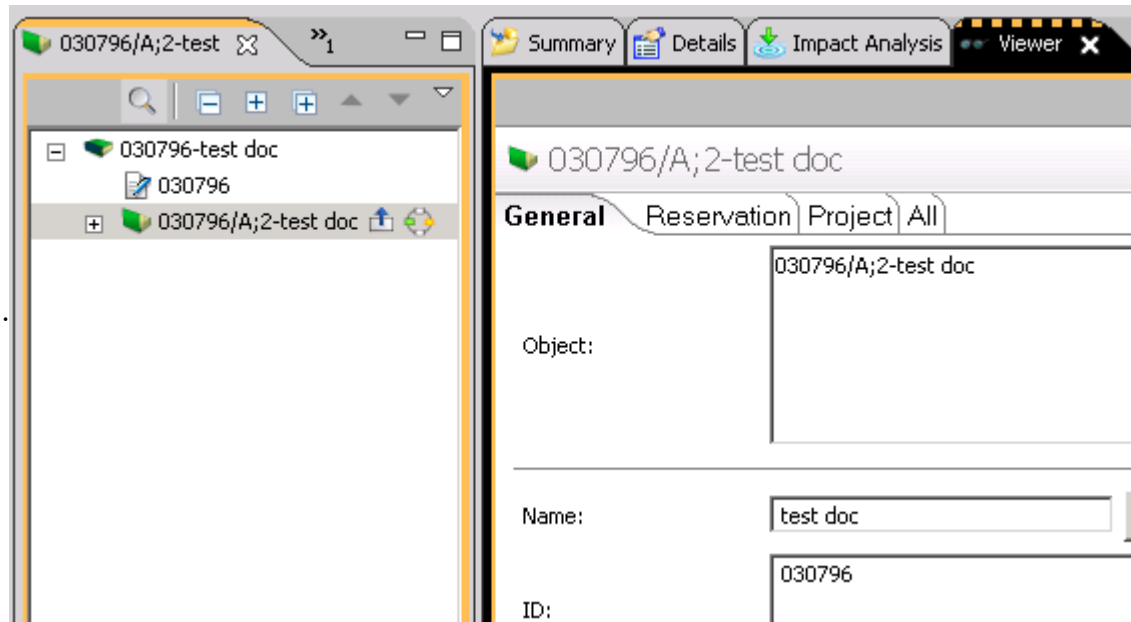 030796/A;2-test
»1
Summary Details Impact Analysis Viewer
030796-test doc
030796
030796/A;2-test doc
030796/A;2-test doc
General Reservation Project All
Object:
030796/A;2-test doc
Name:
test doc
ID:
030796
.